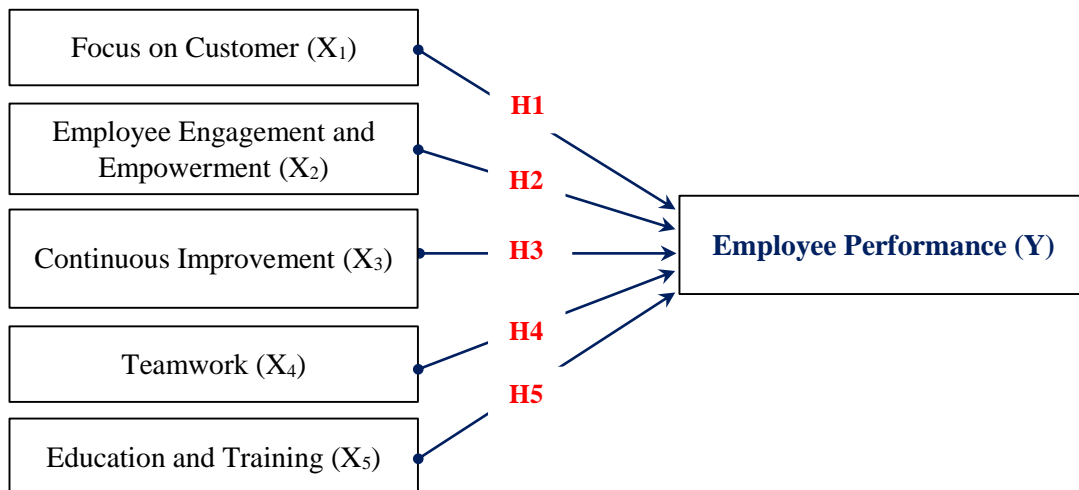 Focus on Customer (X₁)
H1
Employee Engagement and
Empowerment (X₂)
H2
Continuous Improvement (X₃)
H3
Employee Performance (Y)
Teamwork (X₄)
H4
Education and Training (X₅)
H5